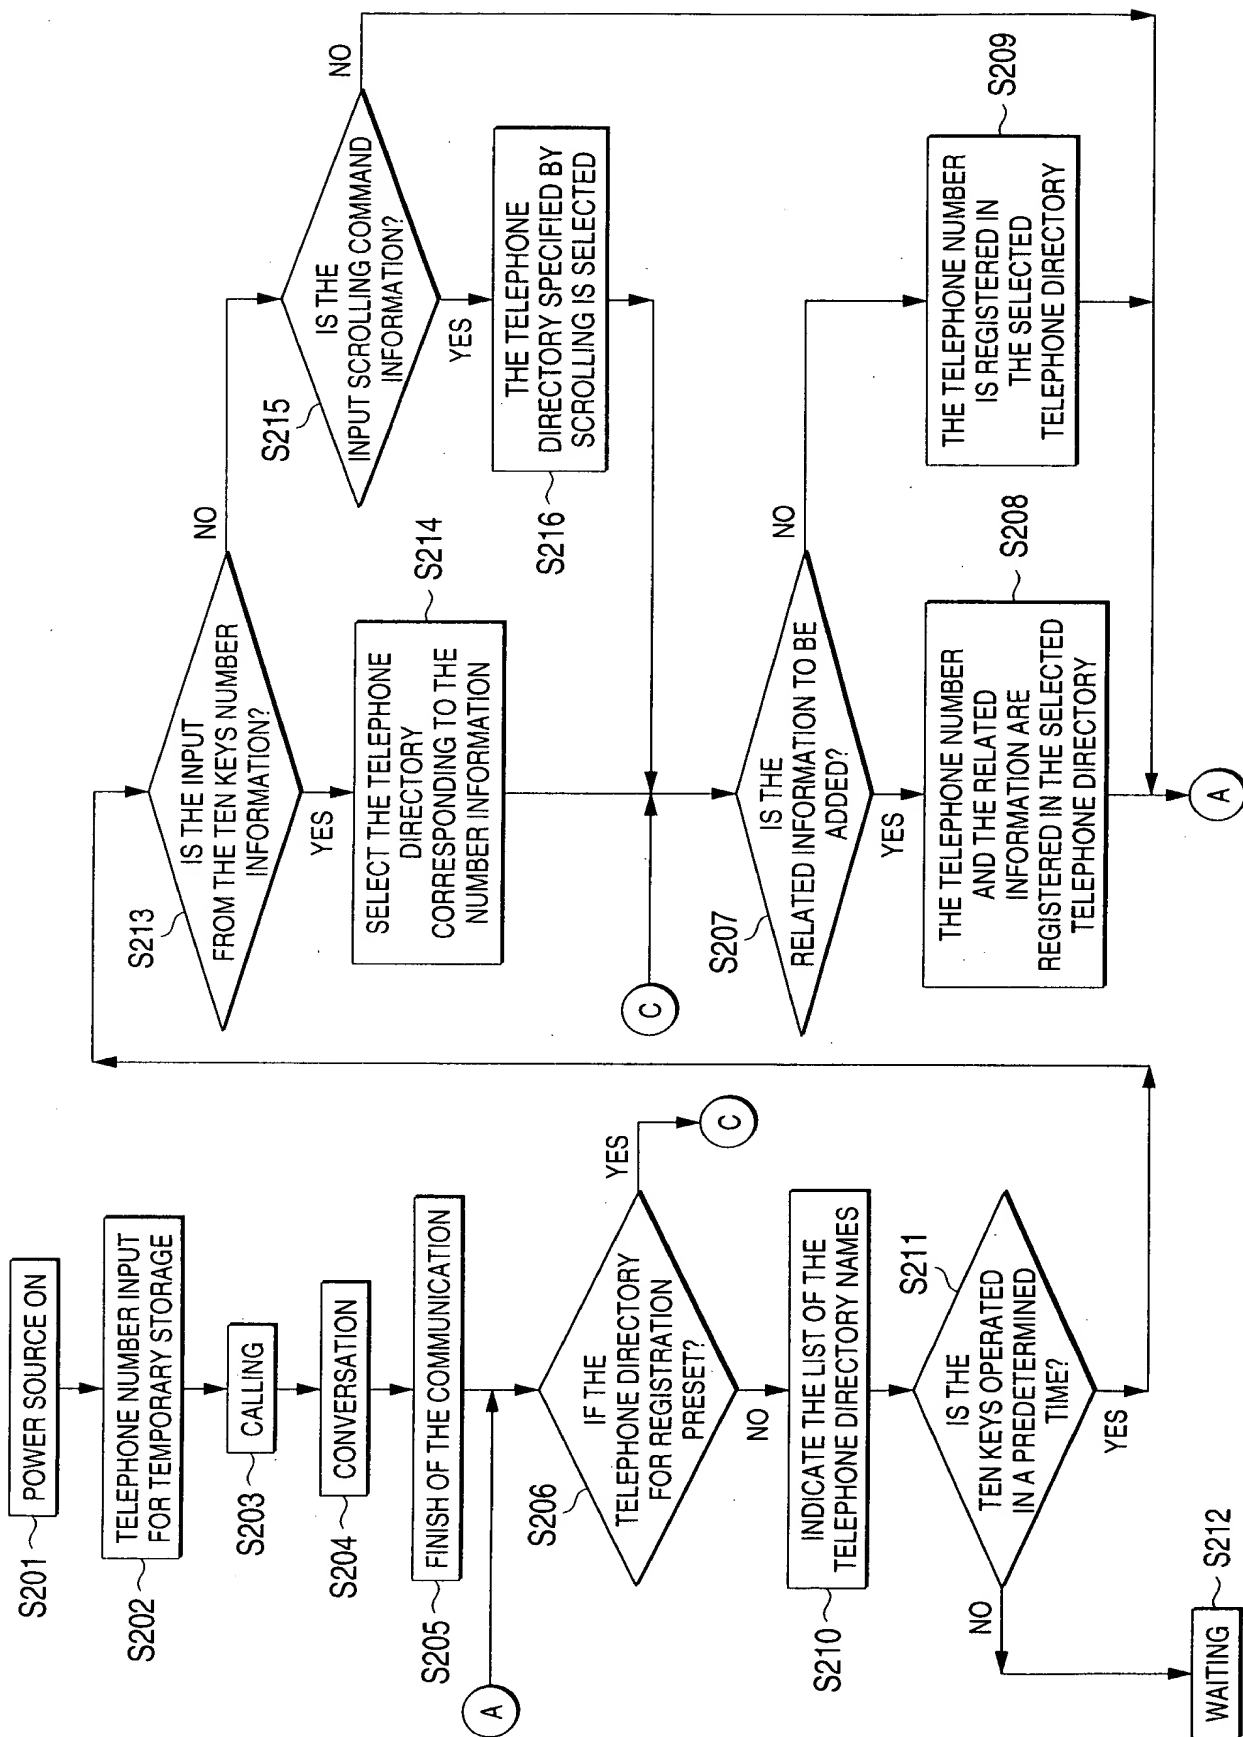 S201
POWER SOURCE ON
S202
TELEPHONE NUMBER INPUT
FOR TEMPORARY STORAGE
S203
CALLING
S204
CONVERSATION
S205
FINISH OF THE COMMUNICATION
A
S206
IF THE
TELEPHONE DIRECTORY
FOR REGISTRATION
PRESET?
YES
C
NO
S210
INDICATE THE LIST OF THE
TELEPHONE DIRECTORY NAMES
S211
IS THE
TEN KEYS OPERATED
IN A PREDETERMINED
TIME?
NO
YES
WAITING
S212
S213
IS THE INPUT
FROM THE TEN KEYS NUMBER
INFORMATION?
NO
YES
S214
SELECT THE TELEPHONE
DIRECTORY
CORRESPONDING TO THE
NUMBER INFORMATION
S215
IS THE
INPUT SCROLLING COMMAND
INFORMATION?
NO
YES
S216
THE TELEPHONE
DIRECTORY SPECIFIED BY
SCROLLING IS SELECTED
C
S207
IS THE
RELATED INFORMATION TO BE
ADDED?
NO
YES
S208
THE TELEPHONE NUMBER
AND THE RELATED
INFORMATION ARE
REGISTERED IN THE SELECTED
TELEPHONE DIRECTORY
S209
THE TELEPHONE NUMBER
IS REGISTERED IN
THE SELECTED
TELEPHONE DIRECTORY
A